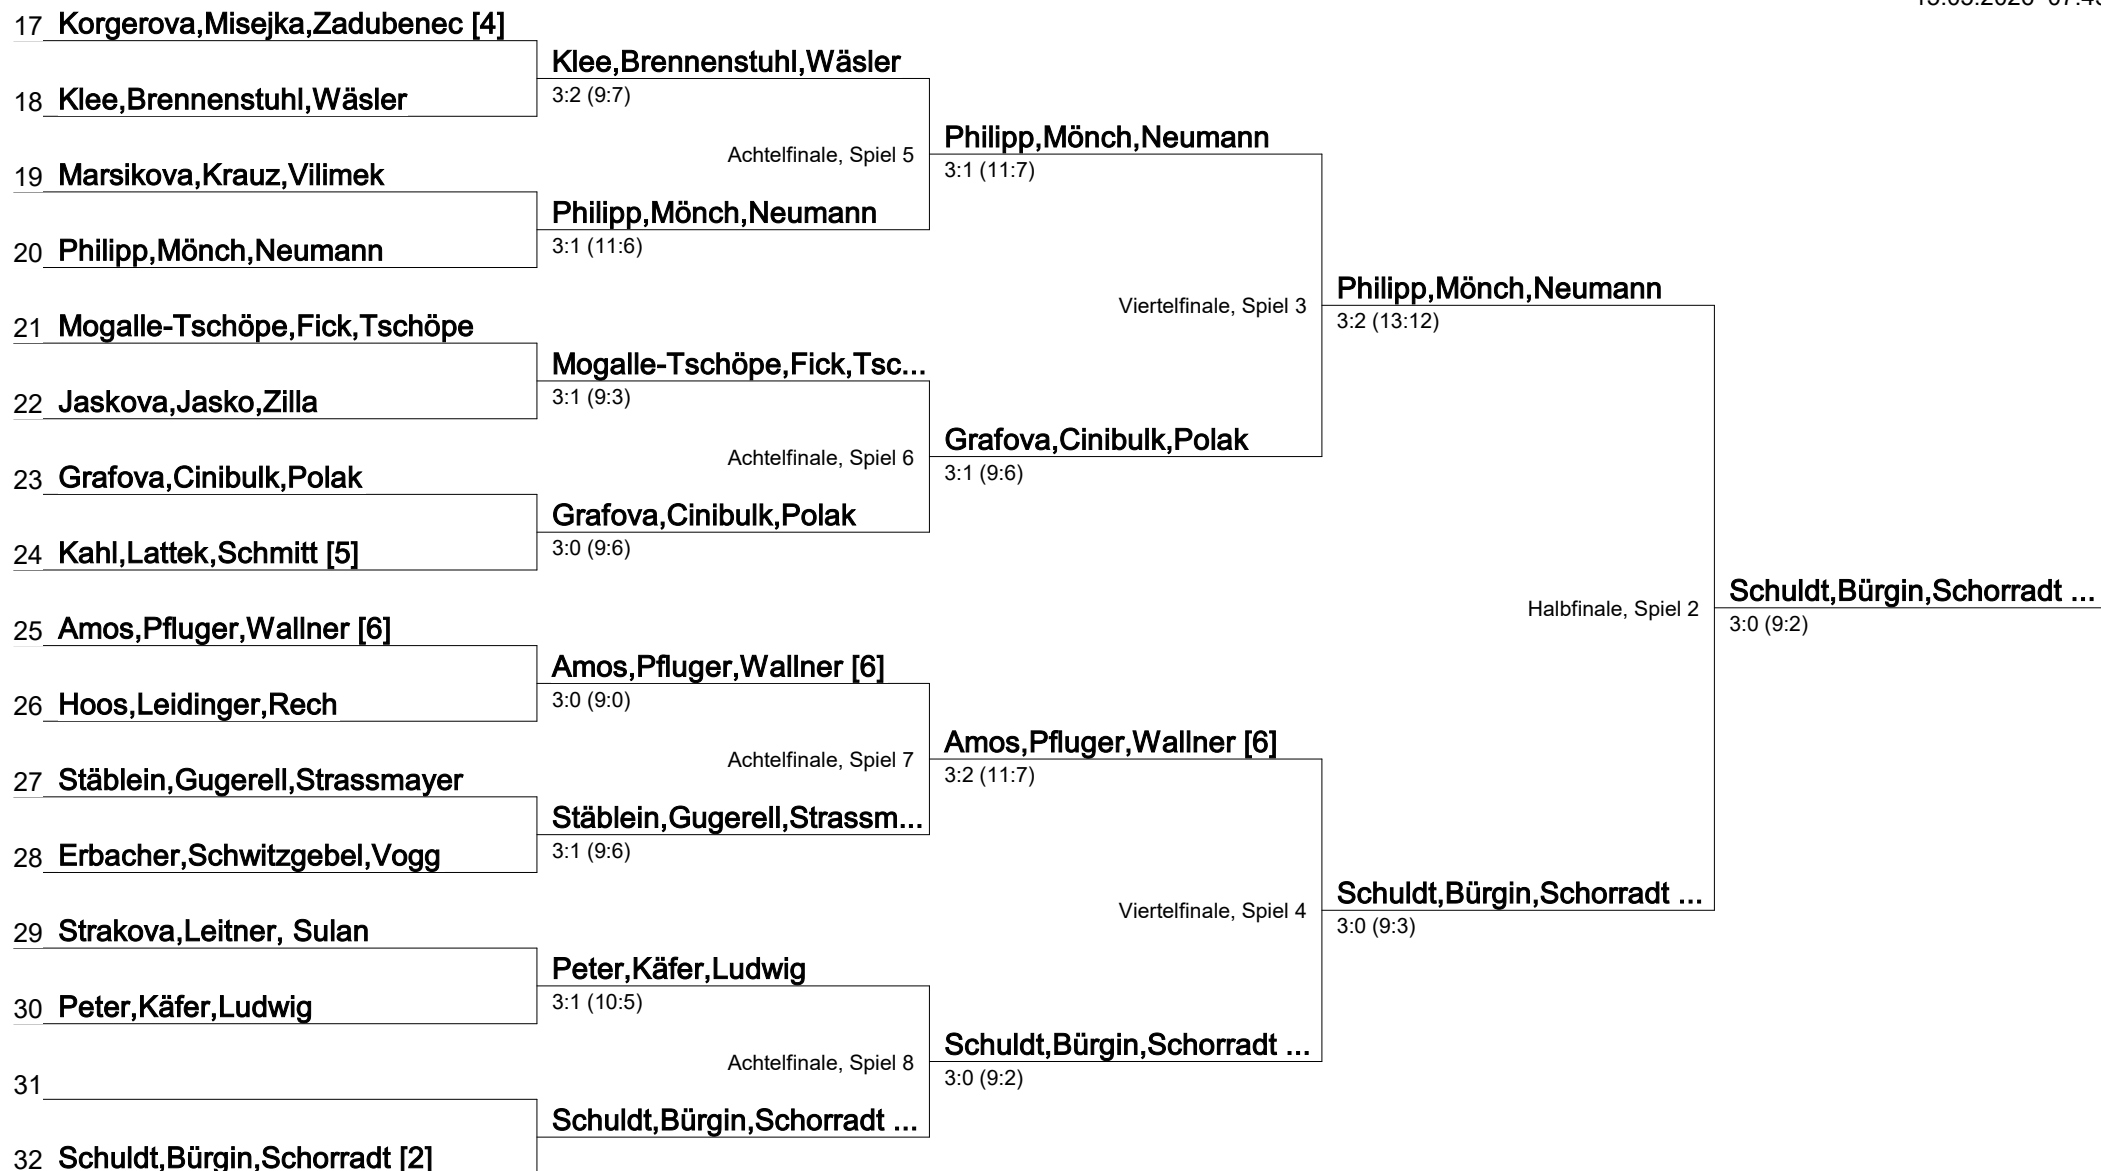 17 Korgerova,Misejka,Zadubenec [4]
Klee,Brennenstuhl,Wäsler
18 Klee,Brennenstuhl,Wäsler
3:2 (9:7)
Philipp,Mönch,Neumann
Achtelfinale, Spiel 5
19 Marsikova,Krauz,Vilimek
3:1 (11:7)
Philipp,Mönch,Neumann
20 Philipp,Mönch,Neumann
3:1 (11:6)
Philipp,Mönch,Neumann
Viertelfinale, Spiel 3
3:2 (13:12)
21 Mogalle-Tschöpe,Fick,Tschöpe
Mogalle-Tschöpe,Fick,Tsc...
22 Jaskova,Jasko,Zilla
3:1 (9:3)
Grafova,Cinibulk,Polak
Achtelfinale, Spiel 6
23 Grafova,Cinibulk,Polak
3:1 (9:6)
Grafova,Cinibulk,Polak
24 Kahl,Lattek,Schmitt [5]
3:0 (9:6)
Schuldt,Bürgin,Schorradt ...
Halbfinale, Spiel 2
3:0 (9:2)
25 Amos,Pfluger,Wallner [6]
Amos,Pfluger,Wallner [6]
26 Hoos,Leidinger,Rech
3:0 (9:0)
Amos,Pfluger,Wallner [6]
Achtelfinale, Spiel 7
27 Stäblein,Gugerell,Strassmayer
3:2 (11:7)
Stäblein,Gugerell,Strassm...
28 Erbacher,Schwitzgebel,Vogg
3:1 (9:6)
Schuldt,Bürgin,Schorradt ...
Viertelfinale, Spiel 4
3:0 (9:3)
29 Strakova,Leitner, Sulan
Peter,Käfer,Ludwig
30 Peter,Käfer,Ludwig
3:1 (10:5)
Schuldt,Bürgin,Schorradt ...
Achtelfinale, Spiel 8
3:0 (9:2)
31
Schuldt,Bürgin,Schorradt ...
32 Schuldt,Bürgin,Schorradt [2]